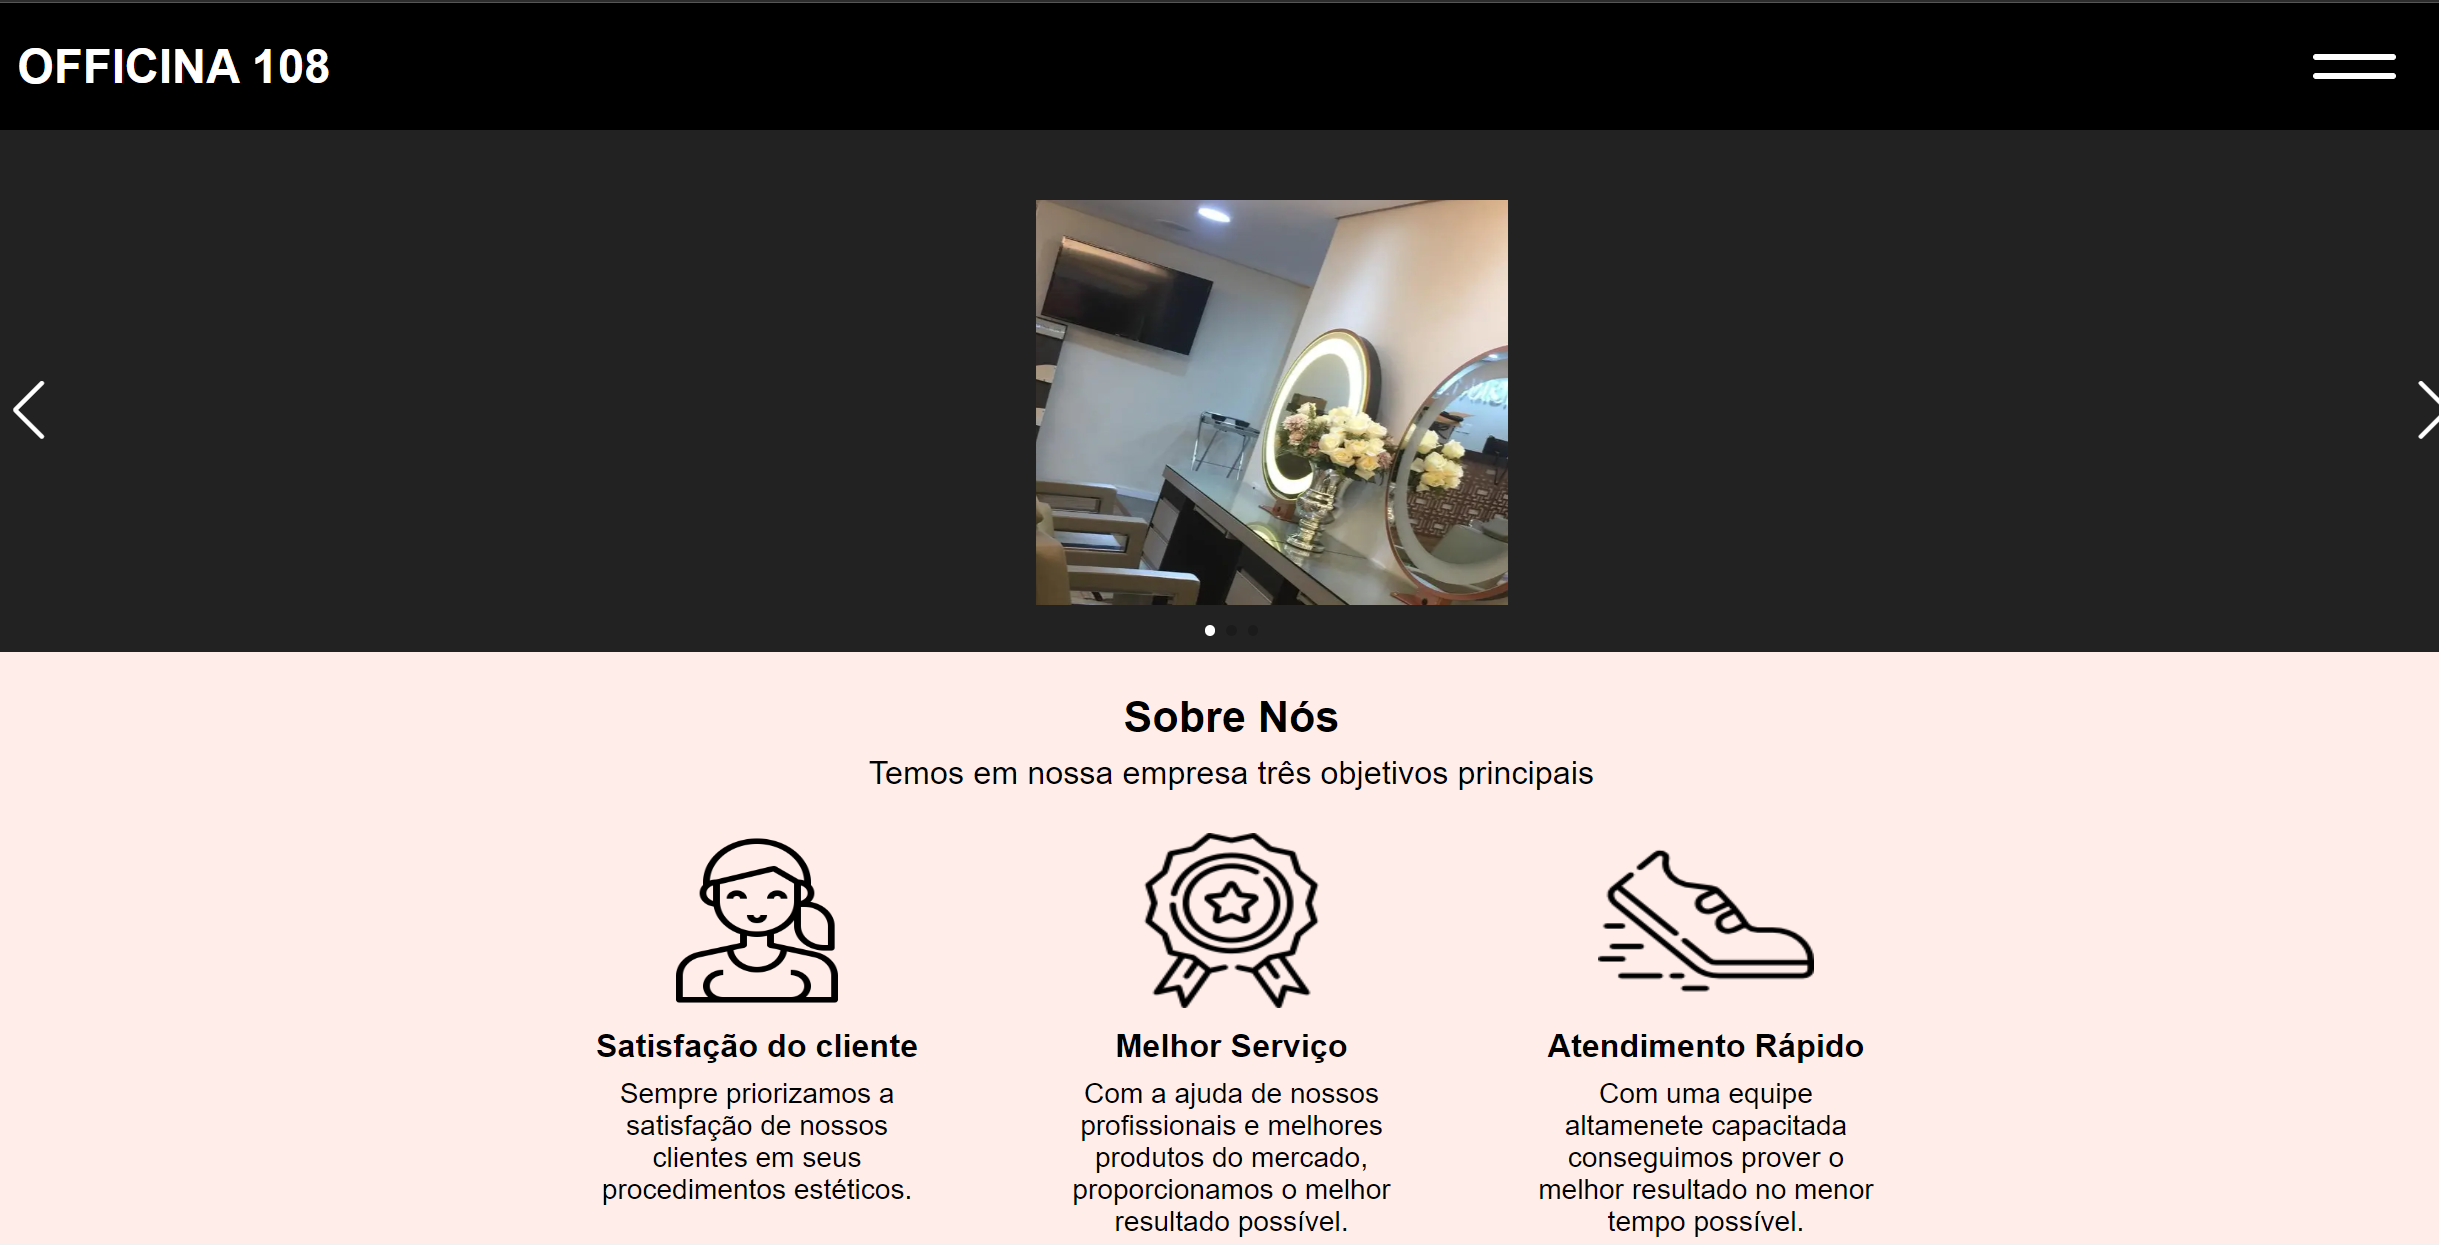 OFFICINA 108
Sobre Nós
Temos em nossa empresa três objetivos principais
Satisfação do cliente
Sempre priorizamos a
satisfação de nossos
clientes em seus
procedimentos estéticos.
Melhor Serviço
Com a ajuda de nossos
profissionais e melhores
produtos do mercado,
proporcionamos o melhor
resultado possível.
Atendimento Rápido
Com uma equipe
altamenete capacitada
conseguimos prover o
melhor resultado no menor
tempo possível.